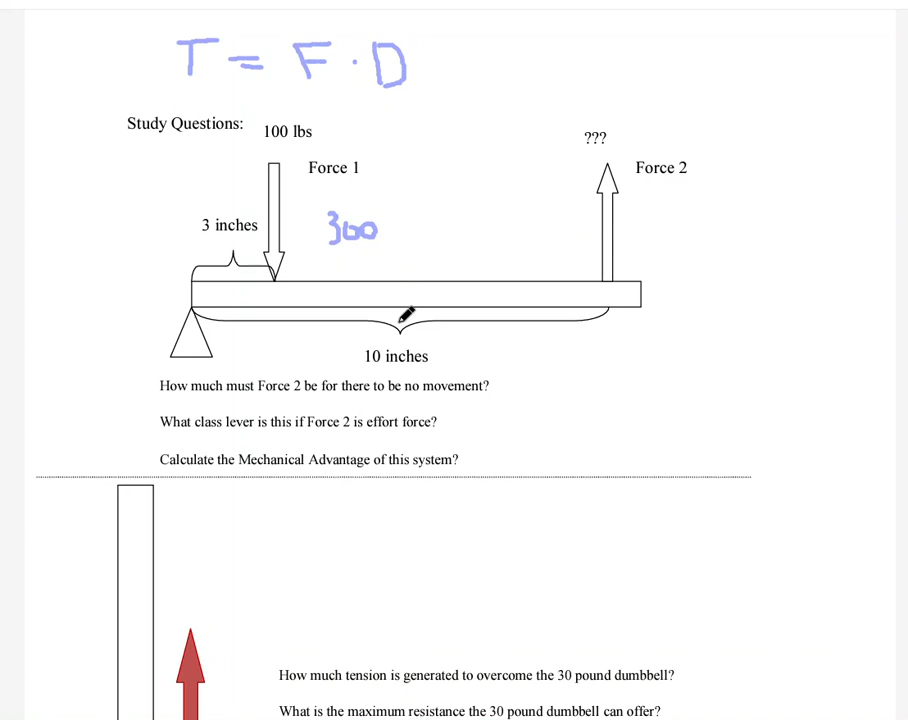 T = F · D
Study Questions:
100 lbs
???
Force 1
Force 2
3 inches
300
10 inches
How much must Force 2 be for there to be no movement?
What class lever is this if Force 2 is effort force?
Calculate the Mechanical Advantage of this system?
How much tension is generated to overcome the 30 pound dumbbell?
What is the maximum resistance the 30 pound dumbbell can offer?